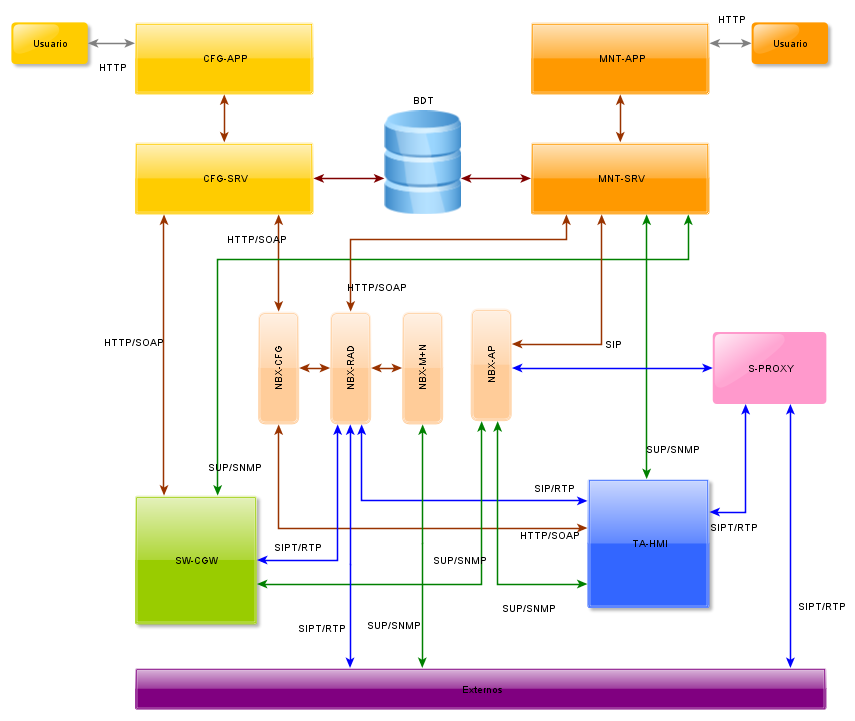 HTTP
Usuario
CFG-APP
MNT-APP
Usuario
HTTP
BDT
CFG-SRV
MNT-SRV
HTTP/SOAP
HTTP/SOAP
HTTP/SOAP
SIP
NBX-CFG
NBX-RAD
NBX-M+N
NBX-AP
S-PROXY
SUP/SNMP
SUP/SNMP
SIP/RTP
SIPT/RTP
HTTP/SOAP
TA-HMI
SIPT/RTP
SW-CGW
SUP/SNMP
SUP/SNMP
SIPT/RTP
SUP/SNMP
SIPT/RTP
Externos